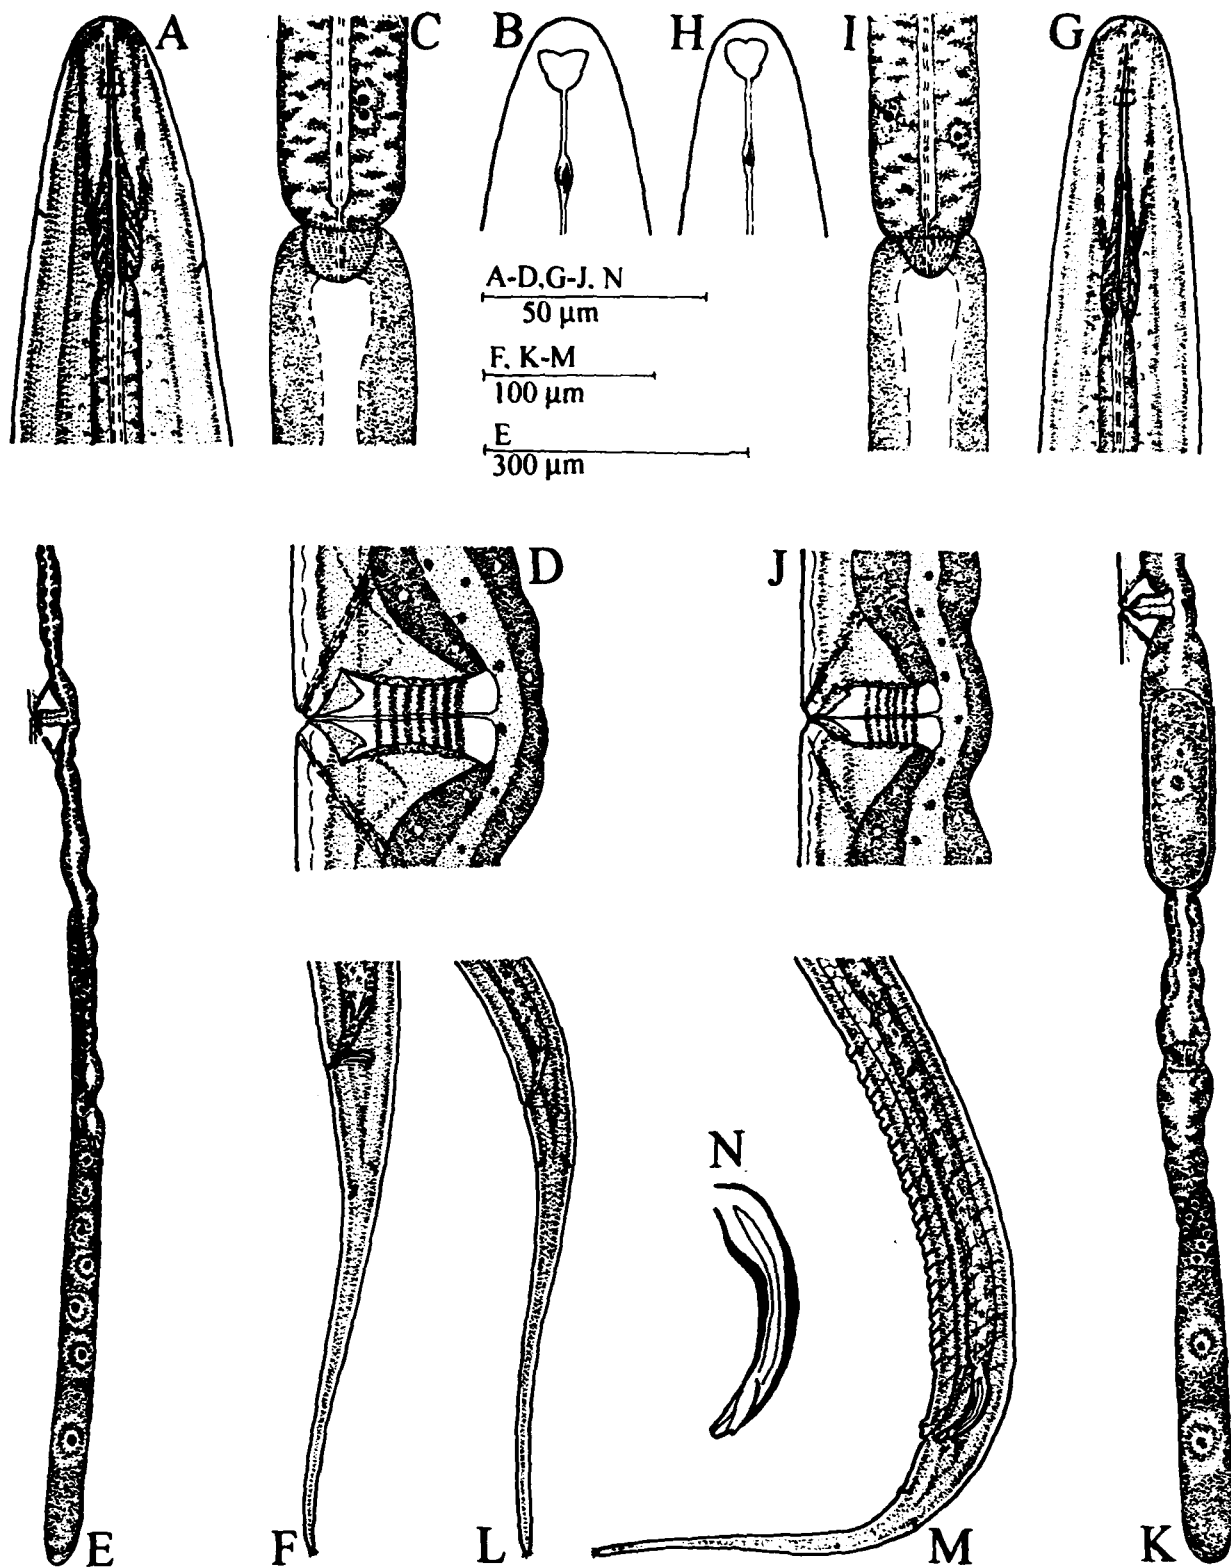 A C B H I G
A-D, G-J, N
50 µm
F, K-M
100 µm
E
300 µm
D J
N
E F L M K